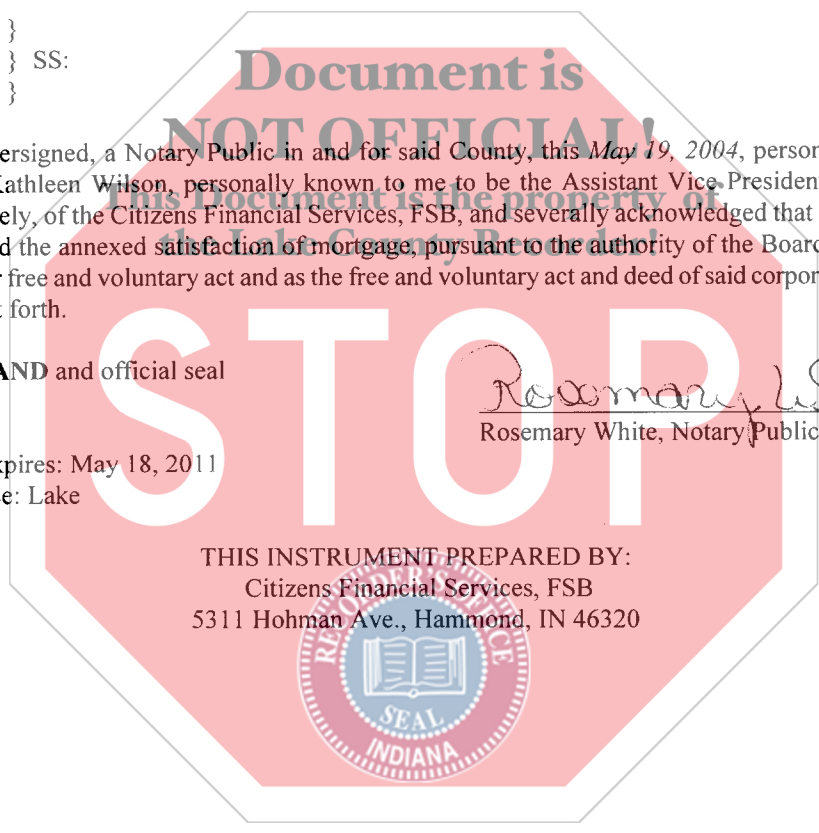 }
} SS:
}
Document is
NOT OFFICIAL!
ersigned, a Notary Public in and for said County, this May 19, 2004, person
Kathleen Wilson, personally known to me to be the Assistant Vice President
This Document is the property of
ely, of the Citizens Financial Services, FSB, and severally acknowledged that
d the annexed satisfaction of mortgage, pursuant to the authority of the Board
the Lake County Recorder!
r free and voluntary act and as the free and voluntary act and deed of said corpor
t forth.
STOP
AND and official seal
Rosemary W
Rosemary White, Notary Public
xpires: May 18, 2011
ce: Lake
THIS INSTRUMENT PREPARED BY:
Citizens Financial Services, FSB
5311 Hohman Ave., Hammond, IN 46320
RECORDER'S OFFICE
SEAL
INDIANA